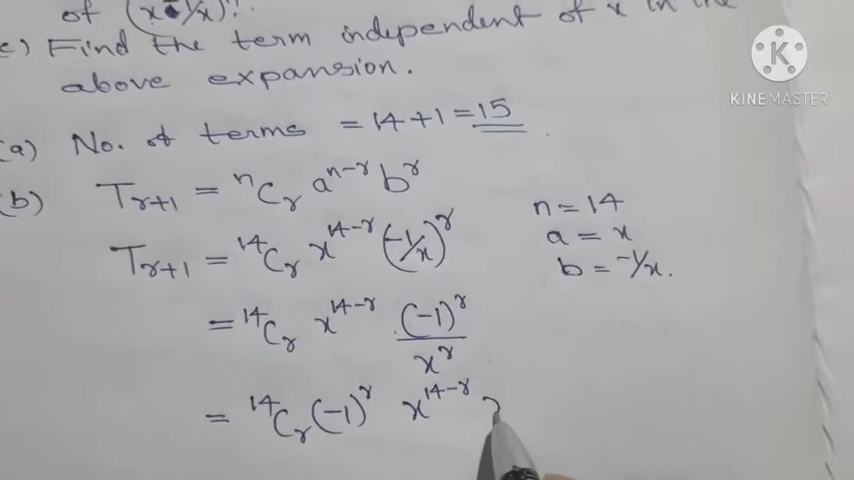 of (x - 1/x)
c) Find the term independent of x in the
above expansion.
(a) No. of terms = 14+1 = 15
(b) Tᵣ₊₁ = ⁿCᵣ aⁿ⁻ʳ bʳ
n = 14
Tᵣ₊₁ = ¹⁴Cᵣ x¹⁴⁻ʳ (-1/x)ʳ
a = x
b = -1/x.
= ¹⁴Cᵣ x¹⁴⁻ʳ (-1)ʳ / xʳ
= ¹⁴Cᵣ (-1)ʳ x¹⁴⁻ʳ
K
KINEMASTER